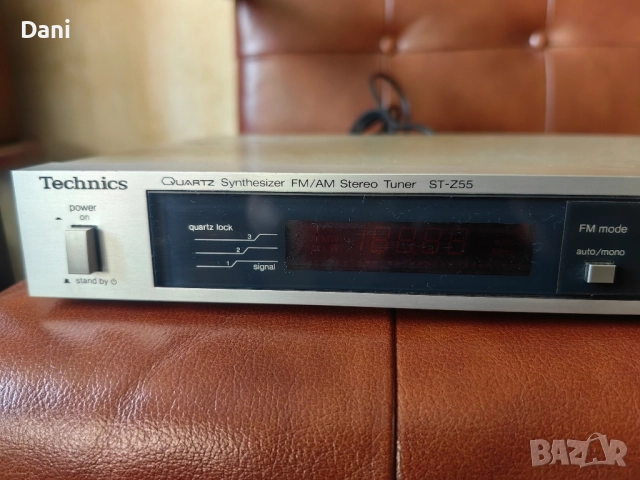 Dani
Technics
QUARTZ Synthesizer FM/AM Stereo Tuner ST-Z55
power
on
stand by
quartz lock
3
2
1
signal
FM mode
auto/mono
BAZAR